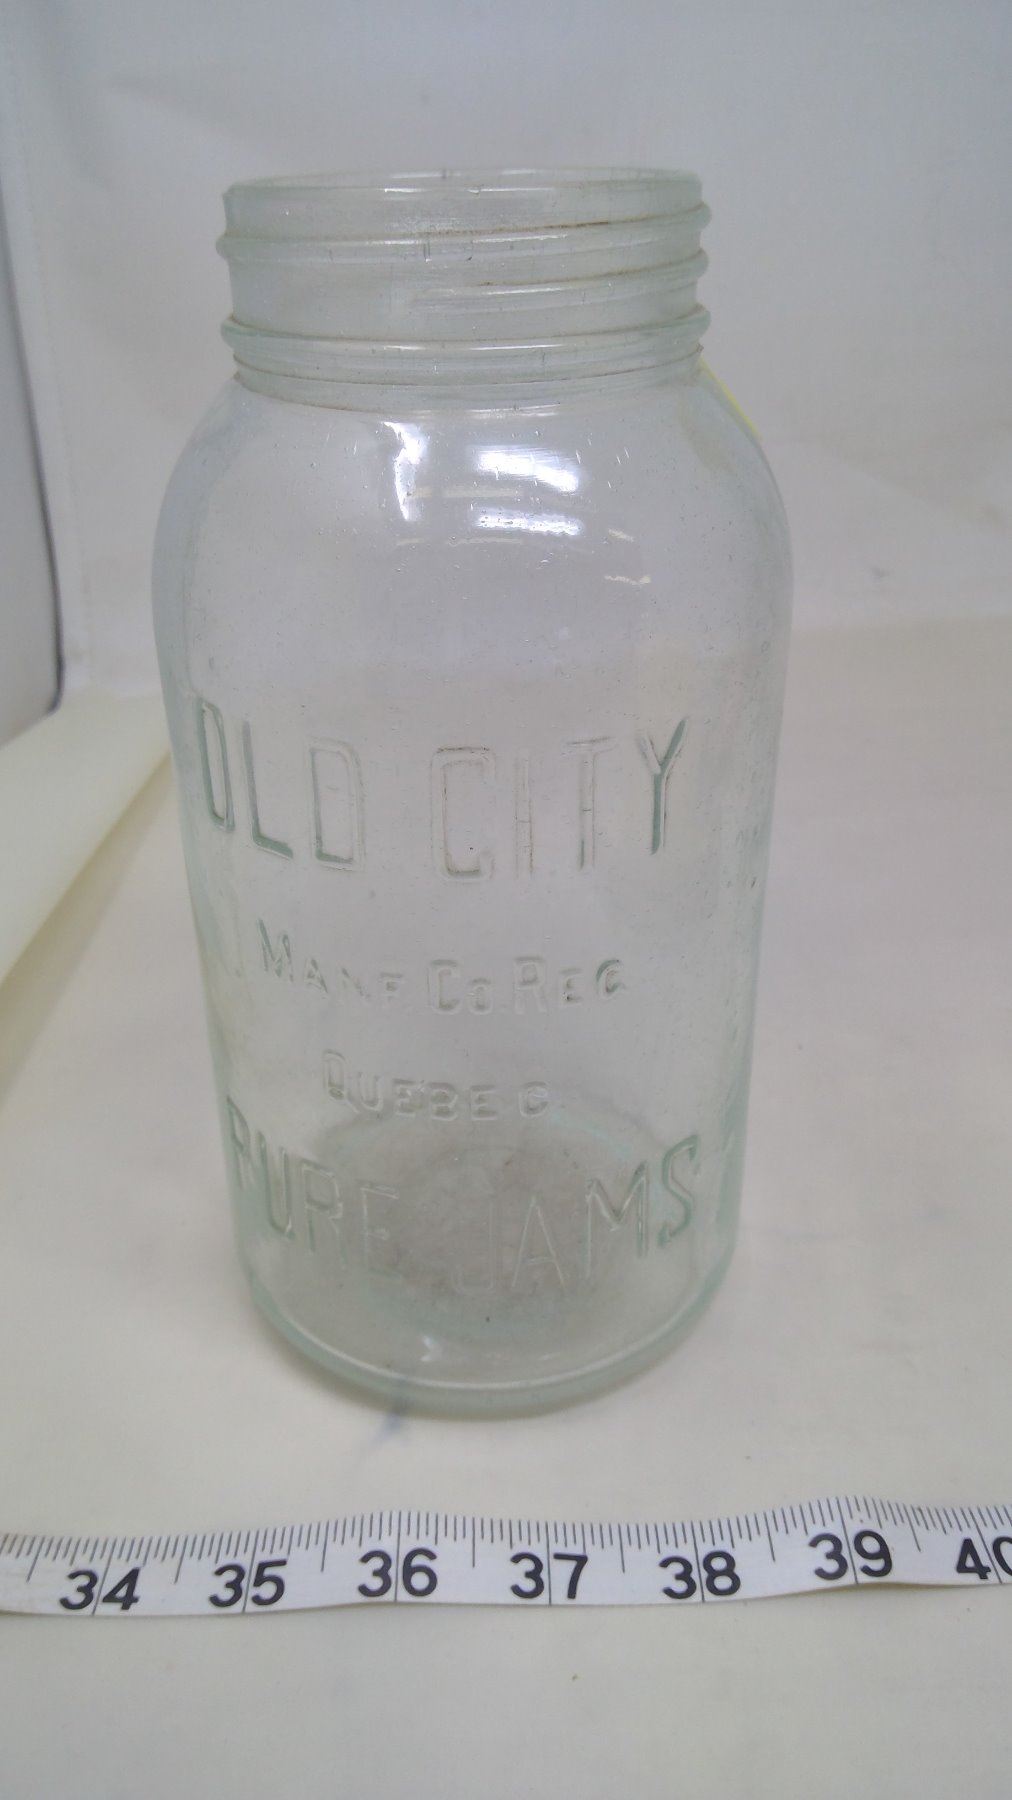 OLD CITY
MANF. CO. REG
QUEBEC
PURE JAMS
34 35 36 37 38 39 40